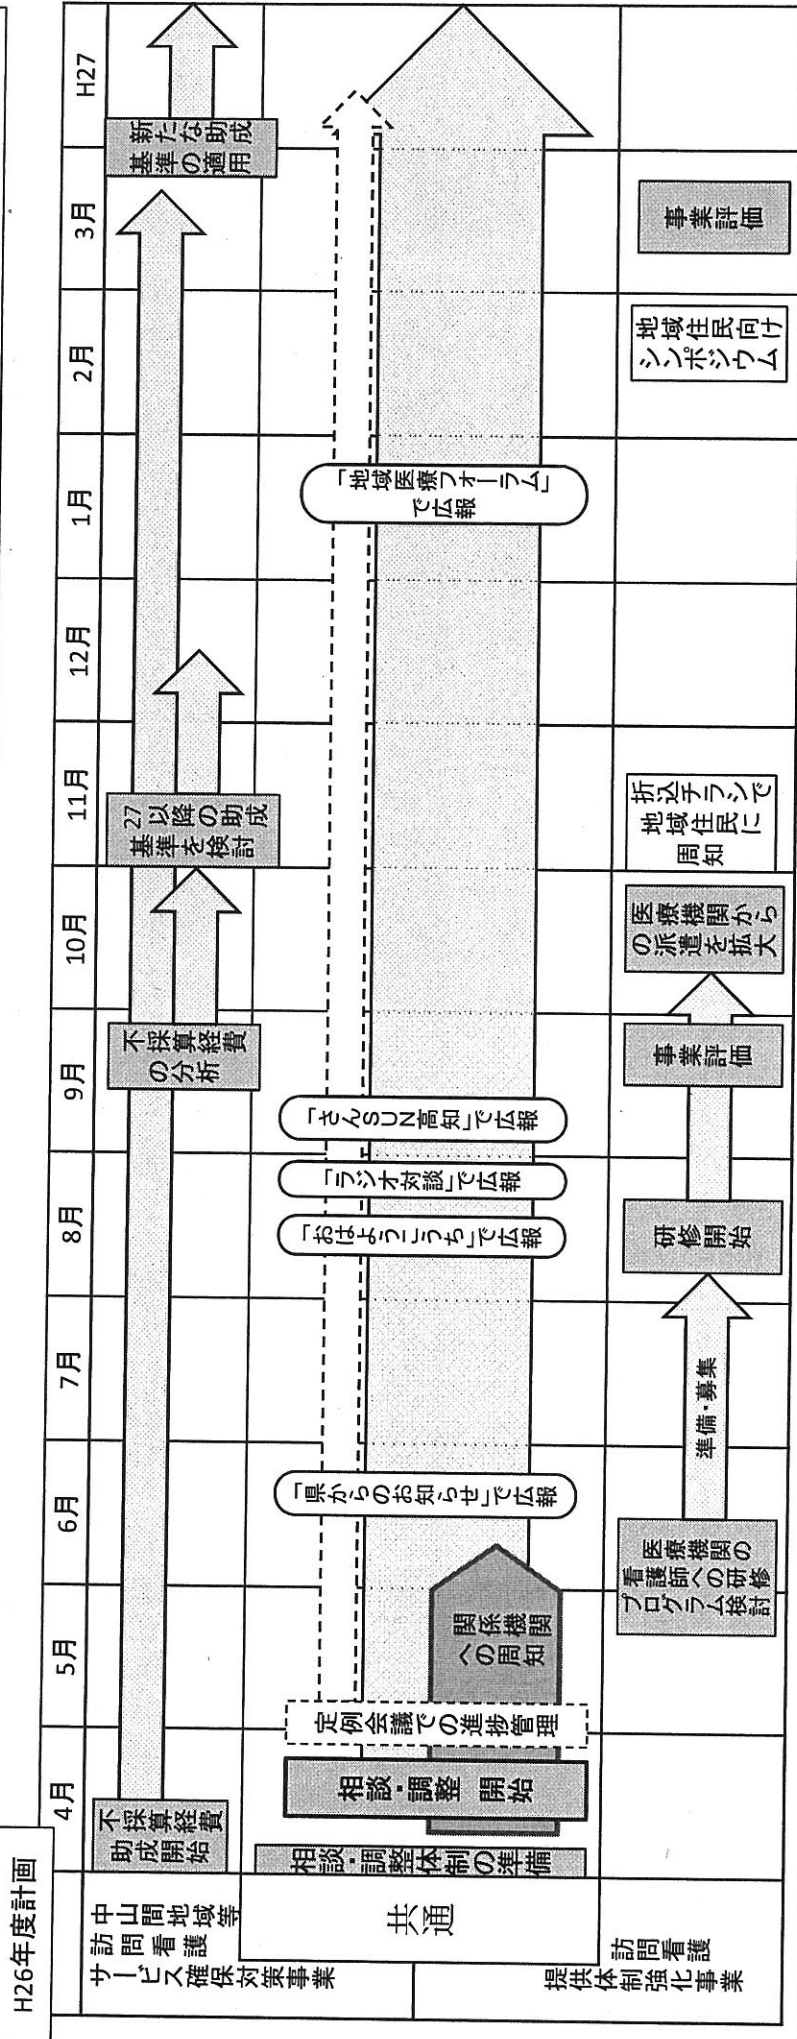 H26年度計画
4月
5月
6月
7月
8月
9月
10月
11月
12月
1月
2月
3月
H27
中山間地域等
訪問看護
サービス確保対策事業
不採算経費
助成開始
不採算経費
の分析
27以降の助成
基準を検討
新たな助成
基準の適用
共通
相談・調整体制の準備
相談・調整 開始
定例会議での進捗管理
関係機関
への周知
「県からのお知らせ」で広報
「おはようこうち」で広報
「ラジオ対談」で広報
「さんSUN高知」で広報
「地域医療フォーラム」
で広報
訪問看護
提供体制強化事業
医療機関の
看護師への研修
プログラム検討
準備・募集
研修開始
事業評価
医療機関から
の派遣を拡大
折込チラシで
地域住民に
周知
地域住民向け
シンポジウム
事業評価